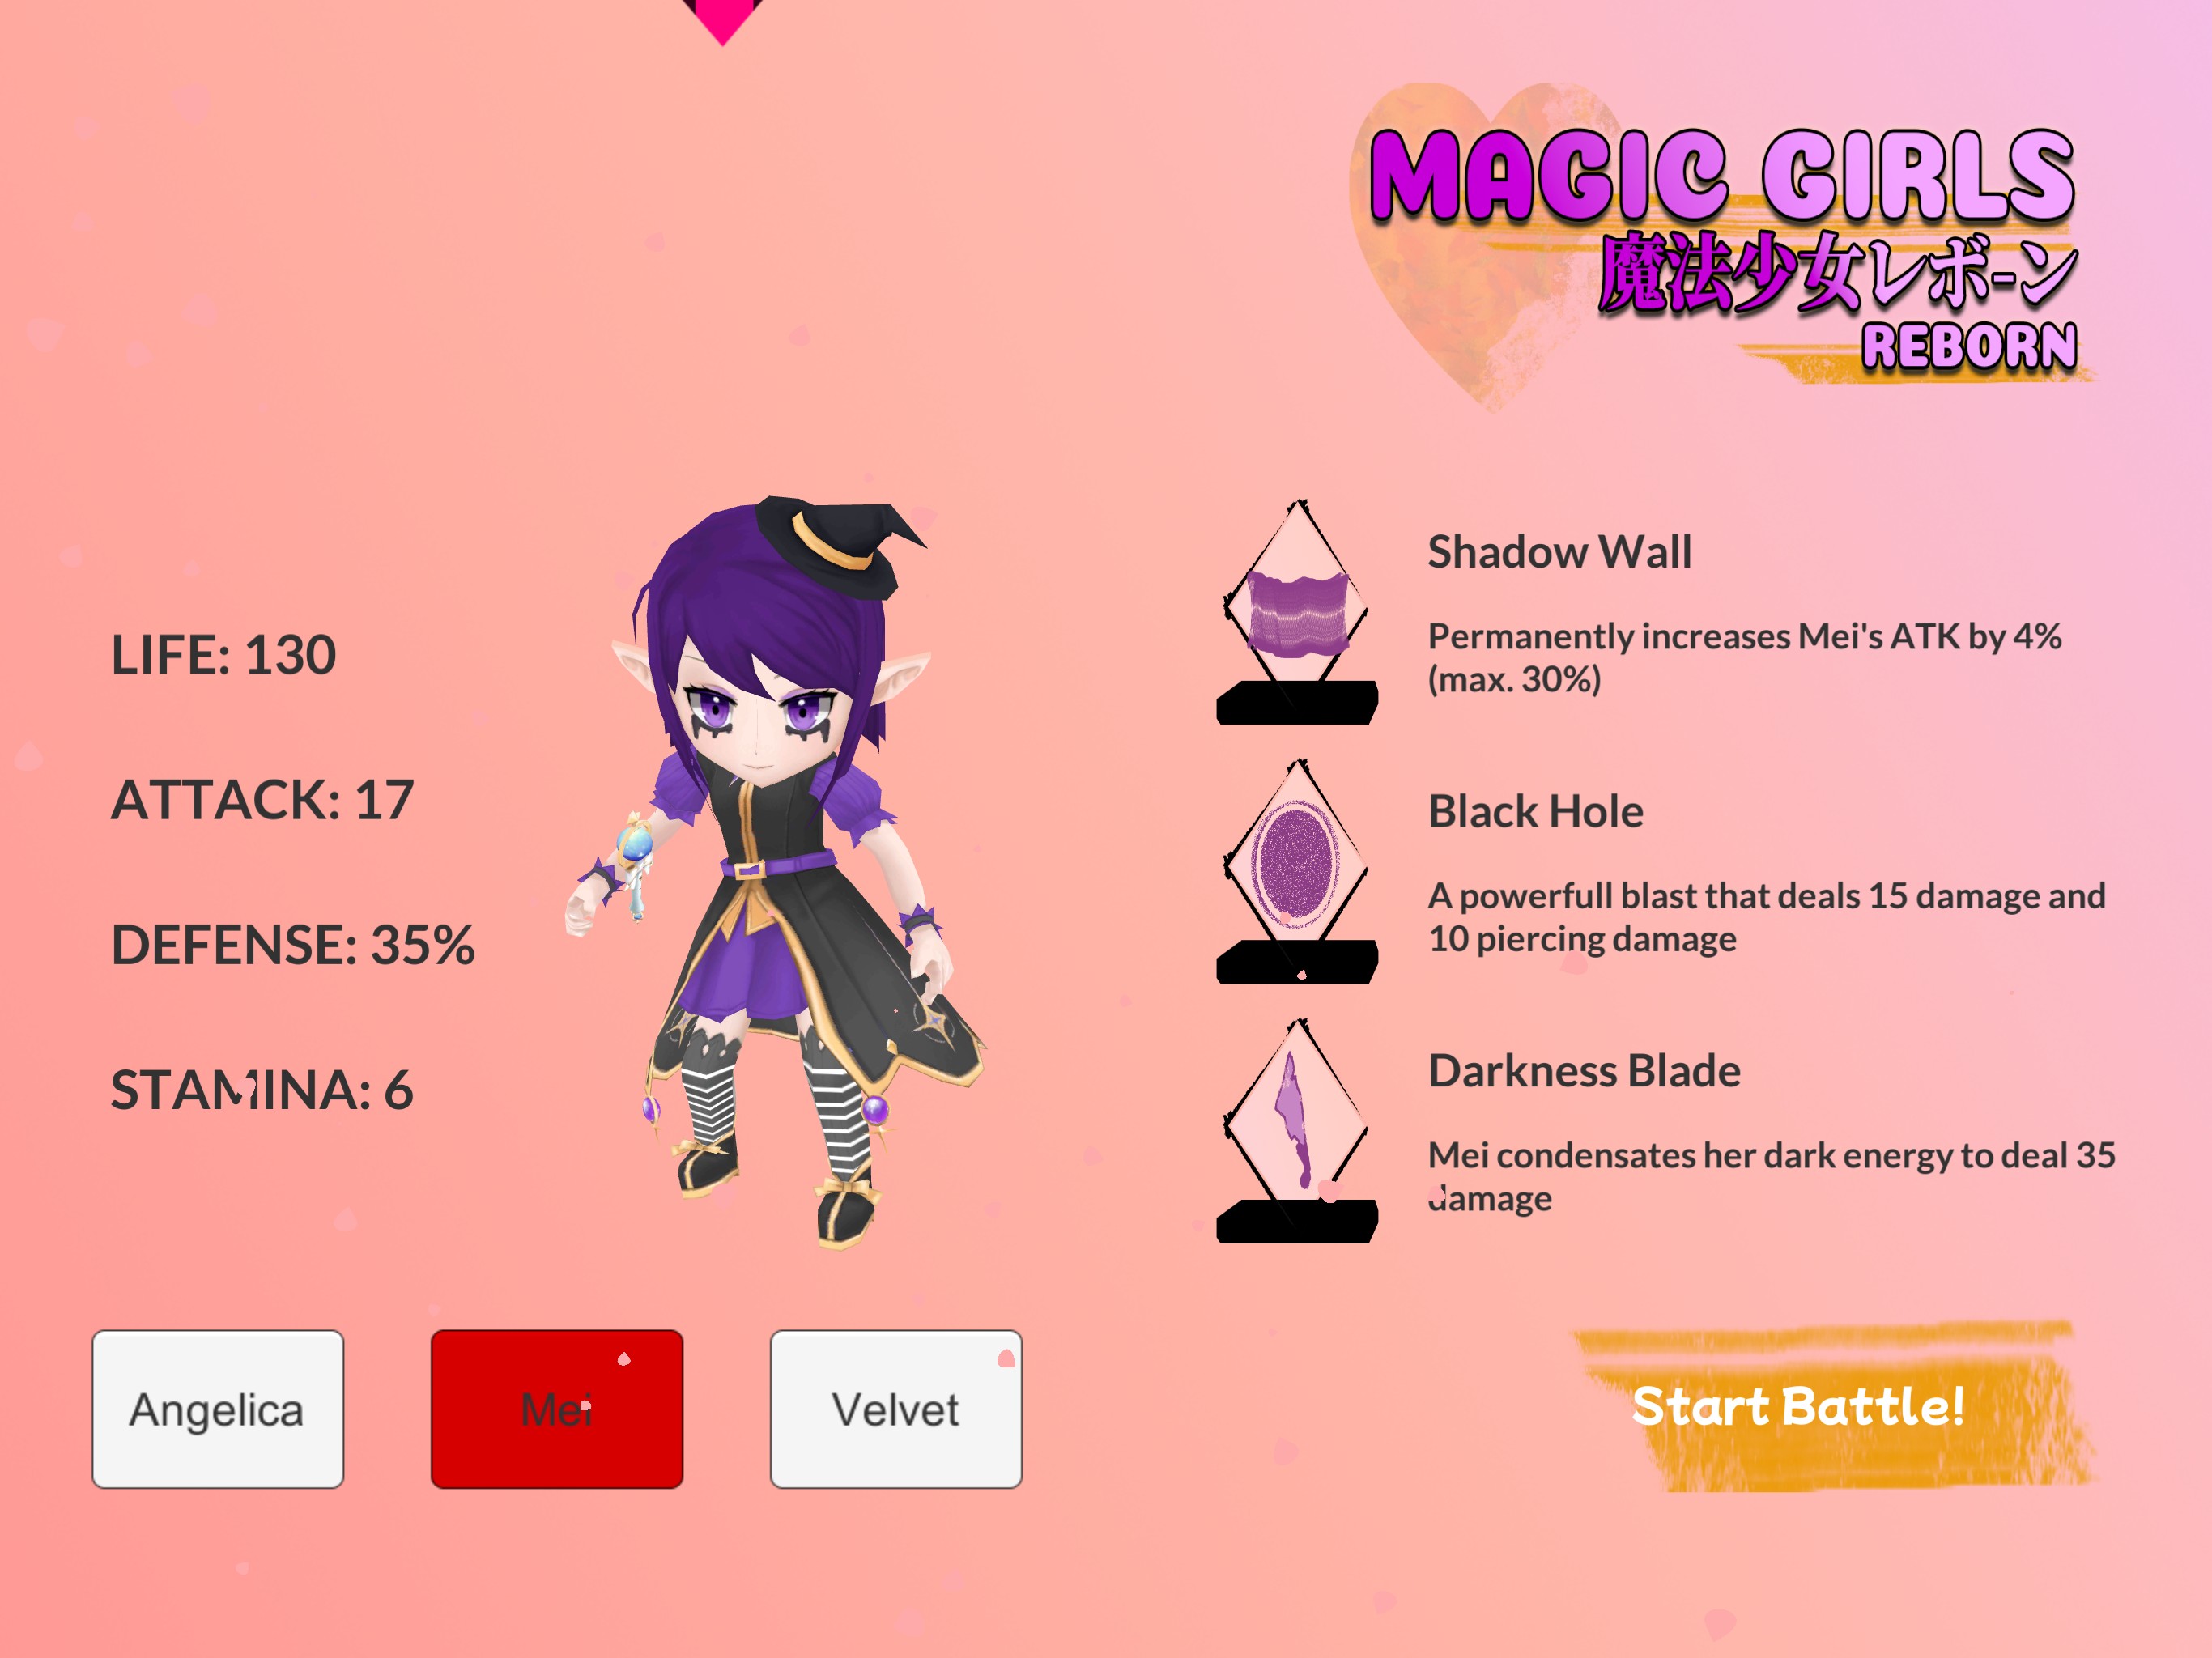 MAGIC GIRLS
魔法少女レボーン
REBORN
LIFE: 130
ATTACK: 17
DEFENSE: 35%
STAMINA: 6
Shadow Wall
Permanently increases Mei's ATK by 4%
(max. 30%)
Black Hole
A powerfull blast that deals 15 damage and
10 piercing damage
Darkness Blade
Mei condensates her dark energy to deal 35
damage
Angelica
Mei
Velvet
Start Battle!